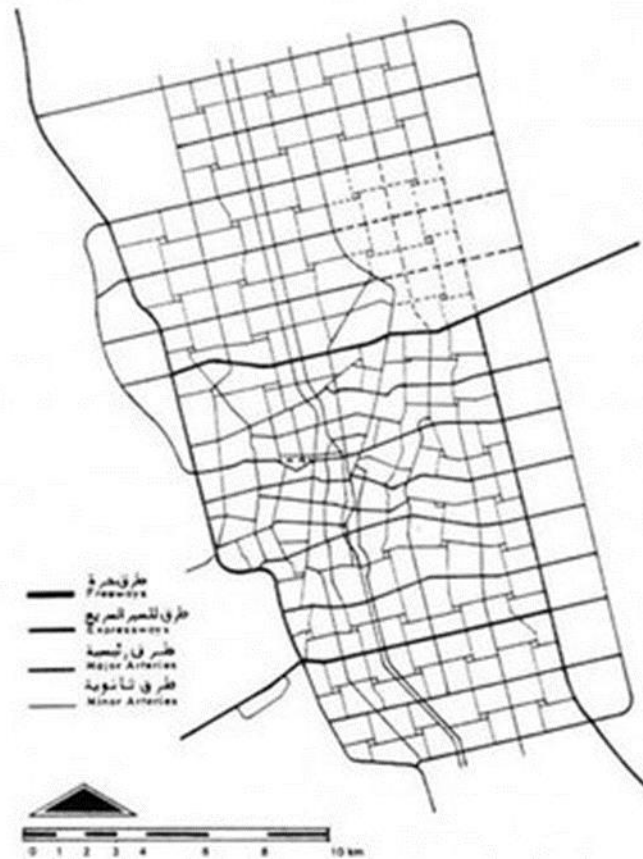 طرق حرة
Freeways
طرق للسير السريع
Expressways
طرق رئيسية
Major Arteries
طرق ثانوية
Minor Arteries
0 1 2 3 4 6 8 10 km